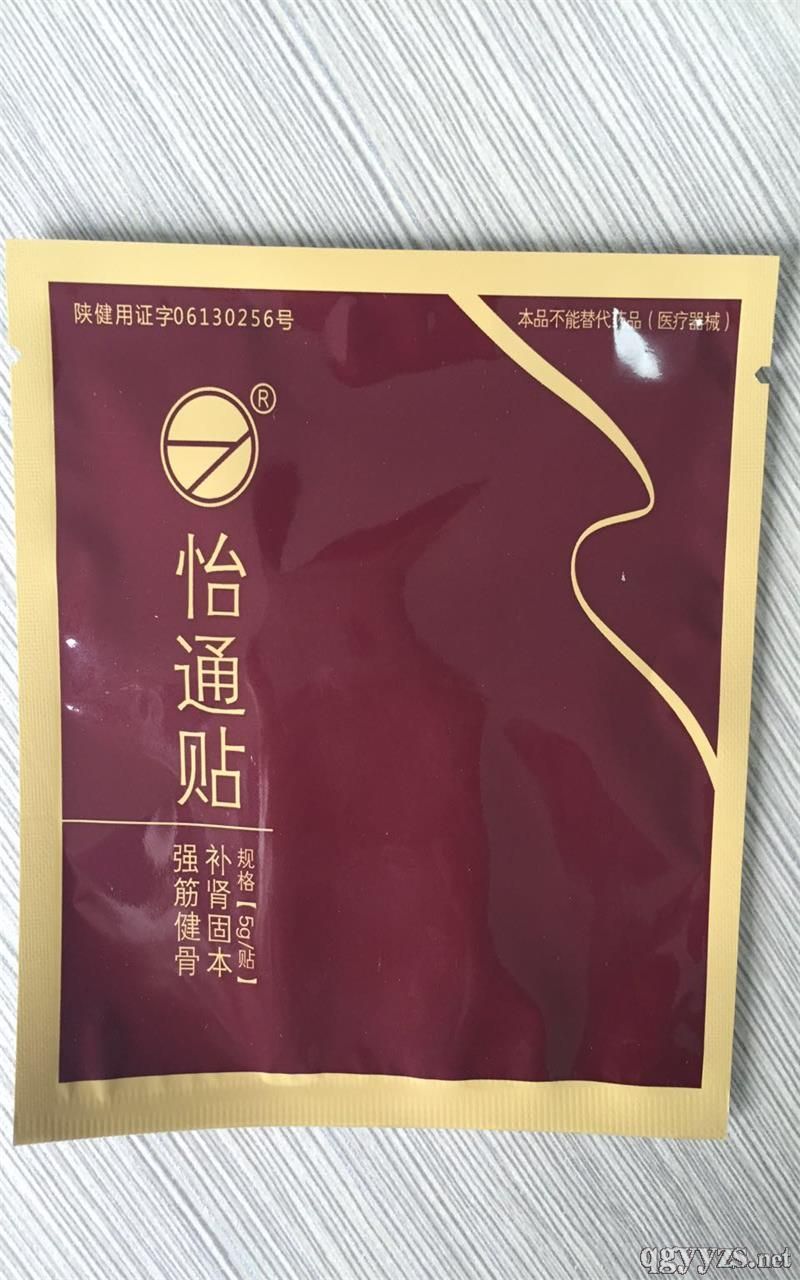 陕健用证字06130256号
本品不能替代药品(医疗器械)
®
怡通贴
规格【5g/贴】
补肾固本
强筋健骨
qgyyzs.net